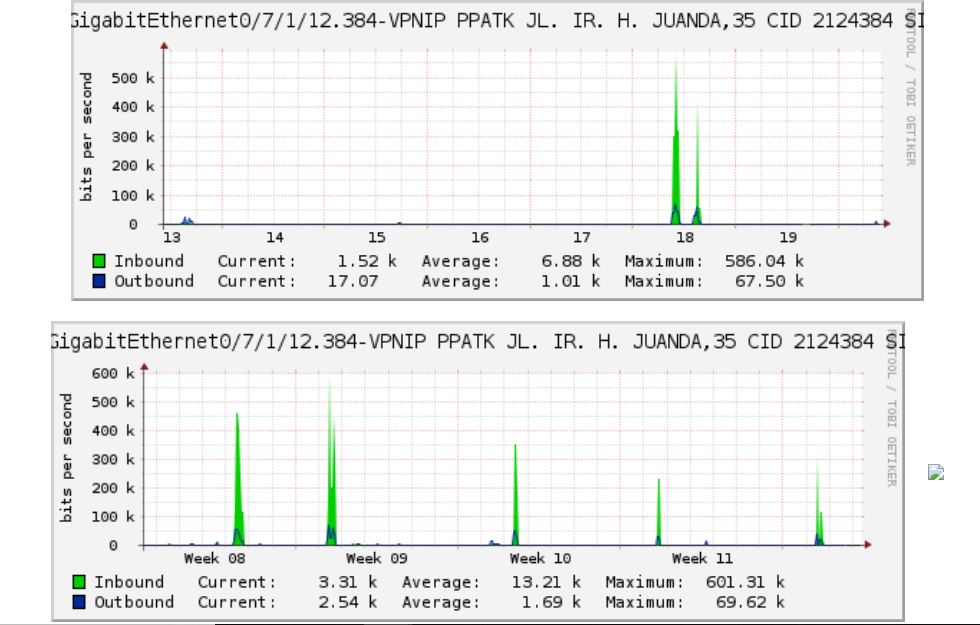 GigabitEthernet0/7/1/12.384-VPNIP PPATK JL. IR. H. JUANDA,35 CID 2124384 SI
RRDTOOL / TOBI OETIKER
bits per second
500 k
400 k
300 k
200 k
100 k
0
13 14 15 16 17 18 19
Inbound Current: 1.52 k Average: 6.88 k Maximum: 586.04 k
Outbound Current: 17.07 Average: 1.01 k Maximum: 67.50 k
GigabitEthernet0/7/1/12.384-VPNIP PPATK JL. IR. H. JUANDA,35 CID 2124384 SI
RRDTOOL / TOBI OETIKER
bits per second
600 k
500 k
400 k
300 k
200 k
100 k
0
Week 08 Week 09 Week 10 Week 11
Inbound Current: 3.31 k Average: 13.21 k Maximum: 601.31 k
Outbound Current: 2.54 k Average: 1.69 k Maximum: 69.62 k